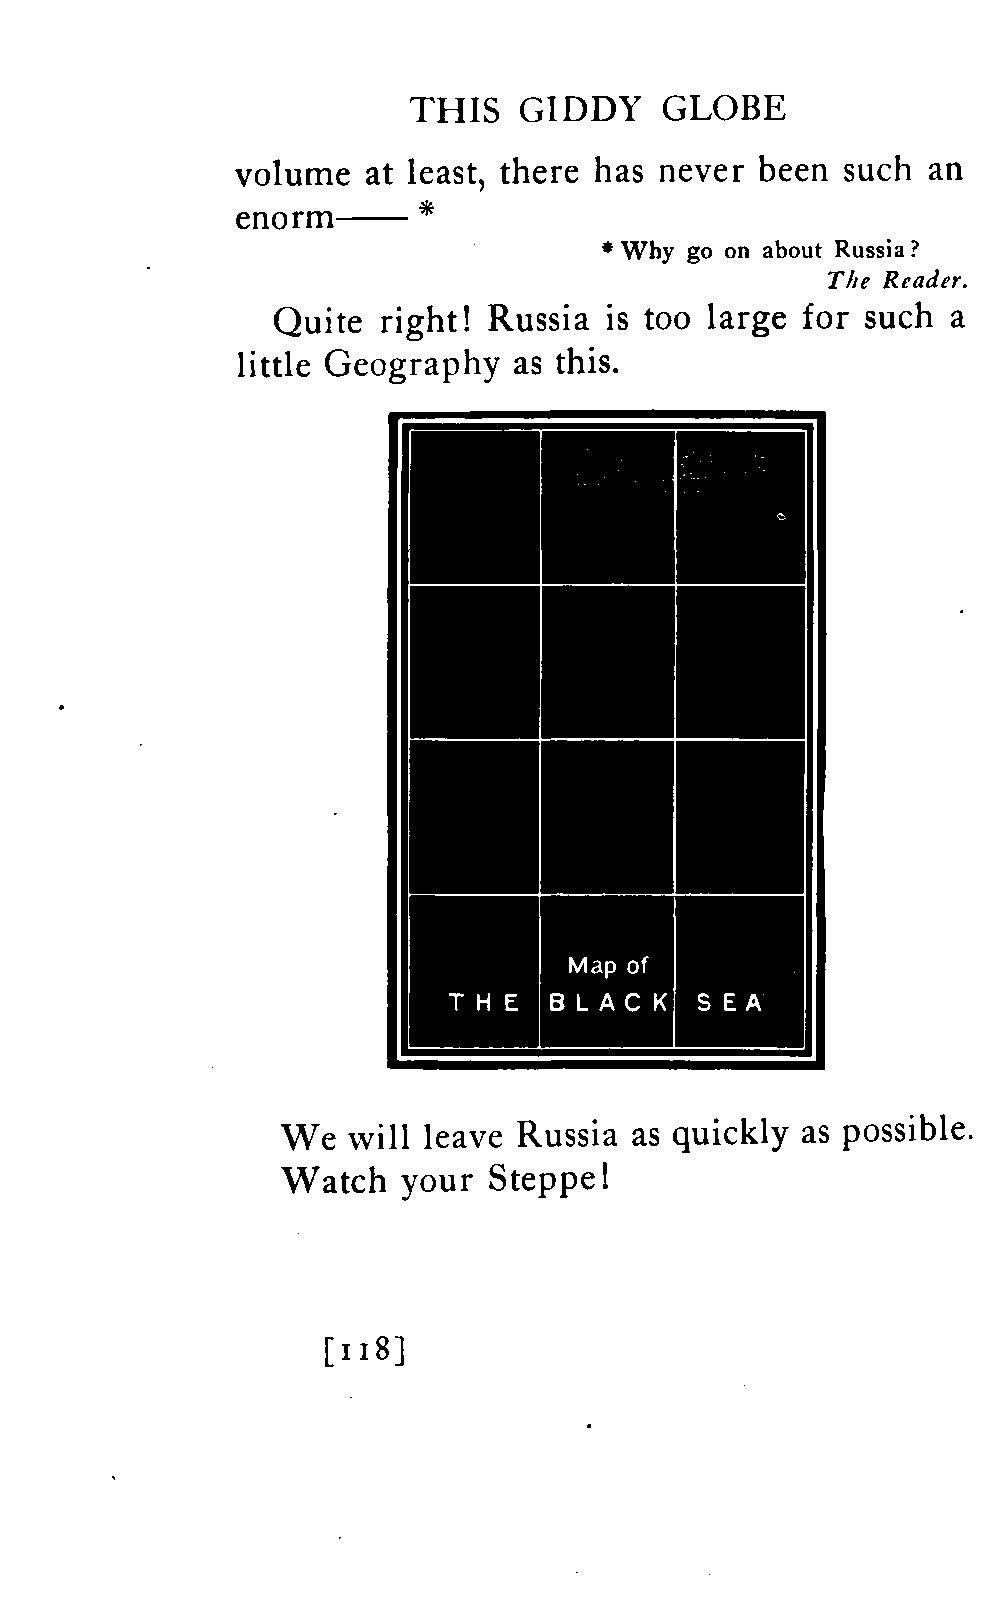 THIS GIDDY GLOBE
volume at least, there has never been such an
enorm—— *
* Why go on about Russia?
The Reader.
Quite right! Russia is too large for such a
little Geography as this.
Map of
THE BLACK SEA
We will leave Russia as quickly as possible.
Watch your Steppe!
[118]